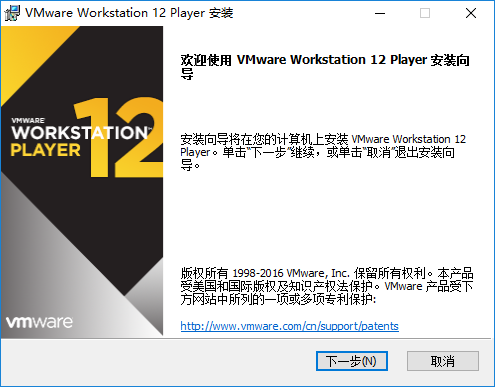 VMware Workstation 12 Player 安装
欢迎使用 VMware Workstation 12 Player 安装向
导
VMWARE
WORKSTATION™
PLAYER 12
安装向导将在您的计算机上安装 VMware Workstation 12
Player。单击“下一步”继续，或单击“取消”退出安装向
导。
版权所有 1998-2016 VMware, Inc. 保留所有权利。本产品
受美国和国际版权及知识产权法保护。VMware 产品受下
方网站中所列的一项或多项专利保护:
http://www.vmware.com/cn/support/patents
vmware
下一步(N)
取消